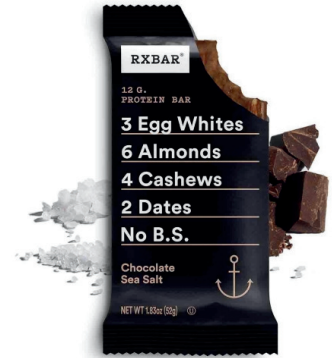 RXBAR®
12 G.
PROTEIN BAR
3 Egg Whites
6 Almonds
4 Cashews
2 Dates
No B.S.
Chocolate
Sea Salt
NET WT 1.83oz (52g) Ⓤ